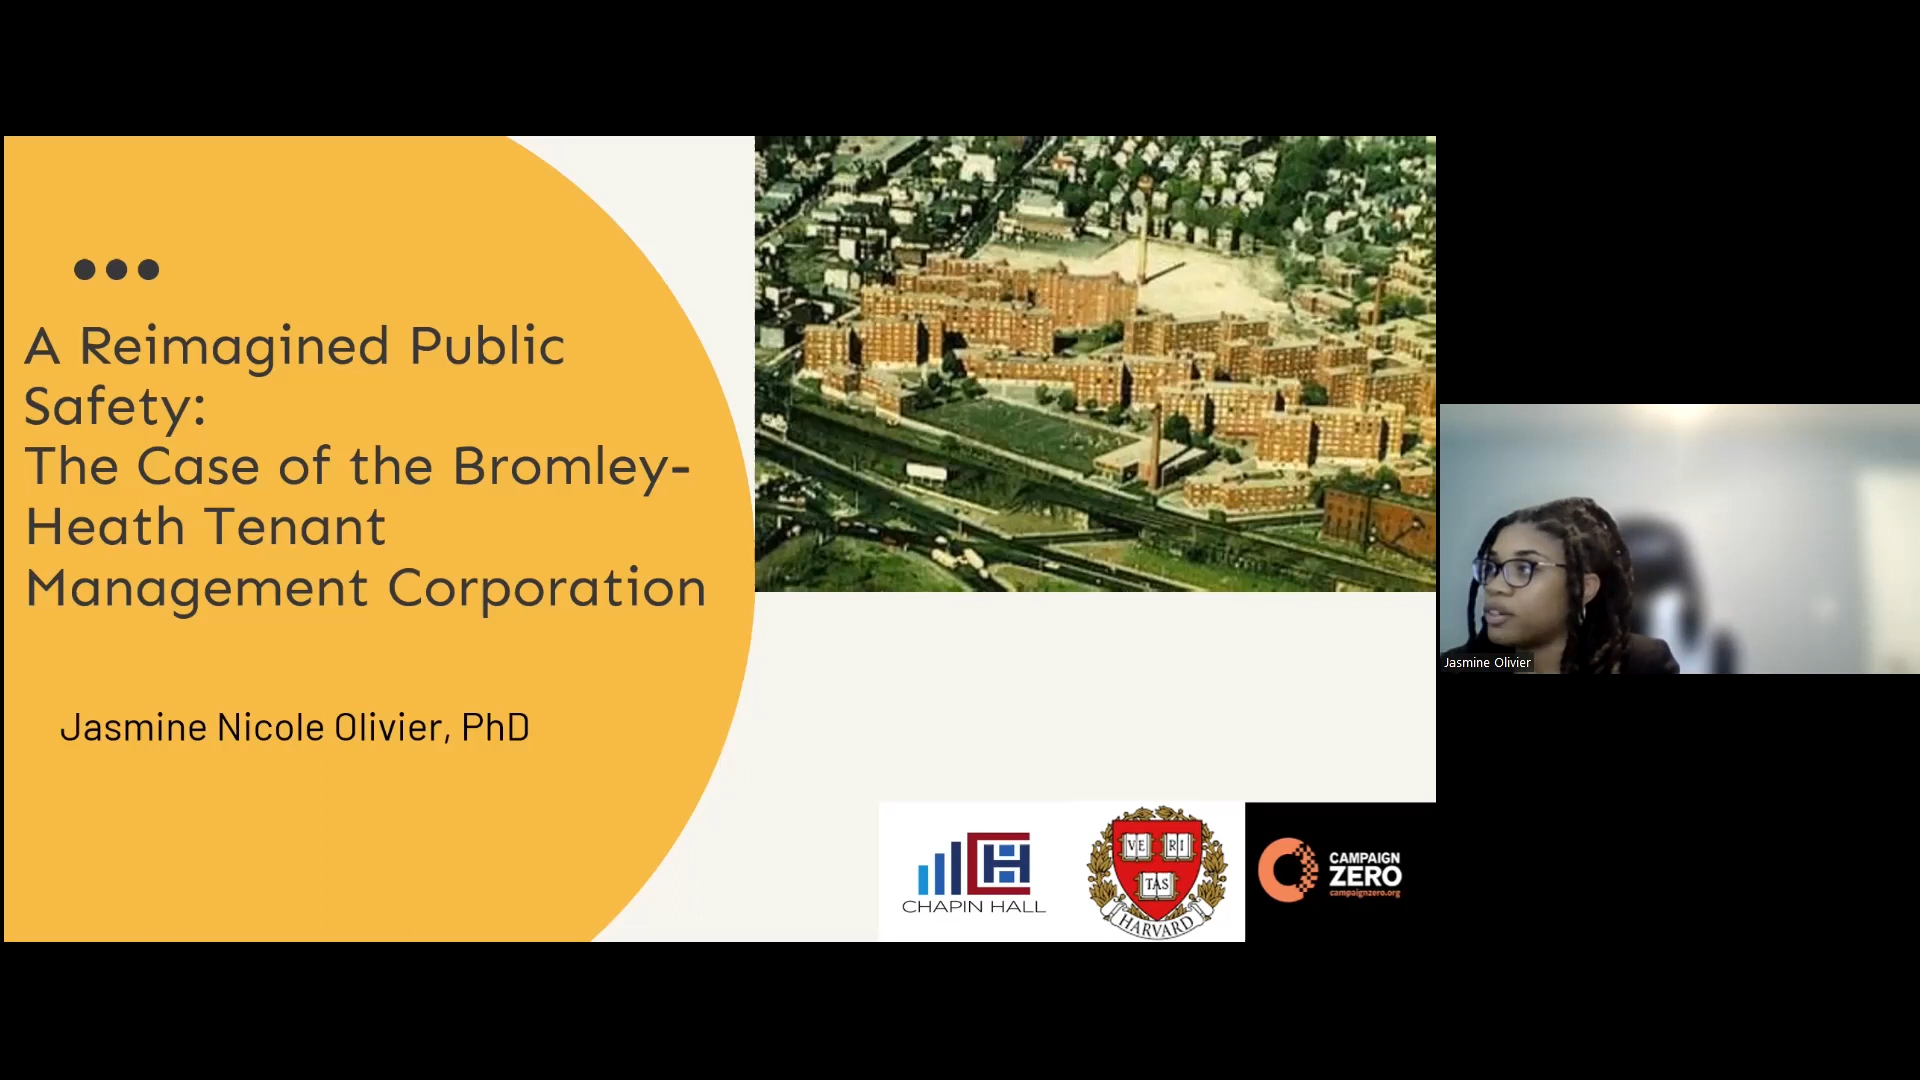 A Reimagined Public
Safety:
The Case of the Bromley-
Heath Tenant
Management Corporation
Jasmine Nicole Olivier, PhD
CHAPIN HALL
VE RI
TAS
HARVARD
CAMPAIGN
ZERO
campaignzero.org
Jasmine Olivier